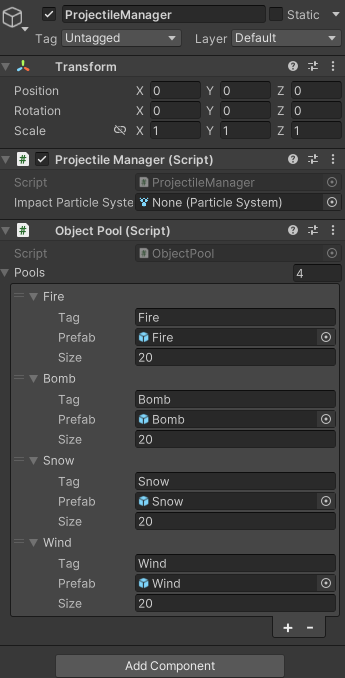 ProjectileManager Static
Tag Untagged Layer Default
Transform
Position X 0 Y 0 Z 0
Rotation X 0 Y 0 Z 0
Scale X 1 Y 1 Z 1
# Projectile Manager (Script)
Script # ProjectileManager
Impact Particle Syste None (Particle System)
# Object Pool (Script)
Script # ObjectPool
Pools 4
Fire
Tag Fire
Prefab Fire
Size 20
Bomb
Tag Bomb
Prefab Bomb
Size 20
Snow
Tag Snow
Prefab Snow
Size 20
Wind
Tag Wind
Prefab Wind
Size 20
+ -
Add Component